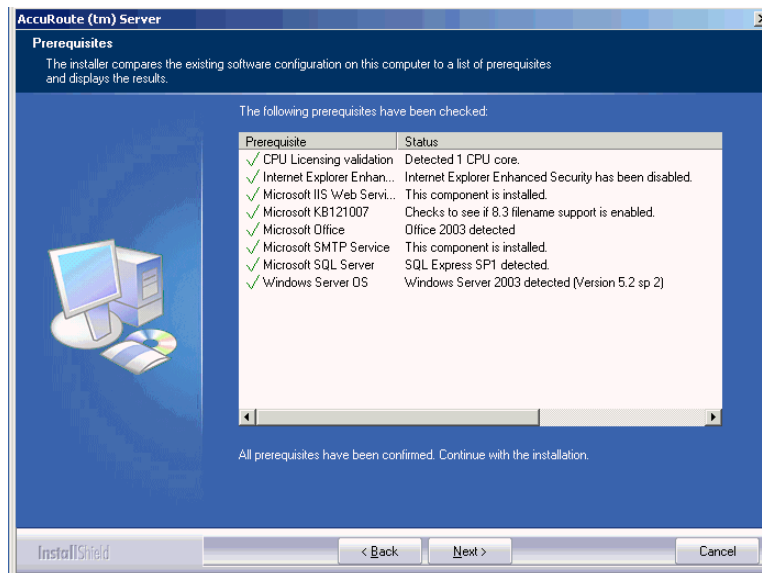 AccuRoute (tm) Server
Prerequisites
The installer compares the existing software configuration on this computer to a list of prerequisites
and displays the results.
The following prerequisites have been checked:
Prerequisite Status
CPU Licensing validation Detected 1 CPU core.
Internet Explorer Enhan... Internet Explorer Enhanced Security has been disabled.
Microsoft IIS Web Servi... This component is installed.
Microsoft KB121007 Checks to see if 8.3 filename support is enabled.
Microsoft Office Office 2003 detected
Microsoft SMTP Service This component is installed.
Microsoft SQL Server SQL Express SP1 detected.
Windows Server OS Windows Server 2003 detected (Version 5.2 sp 2)
All prerequisites have been confirmed. Continue with the installation.
InstallShield
< Back Next > Cancel